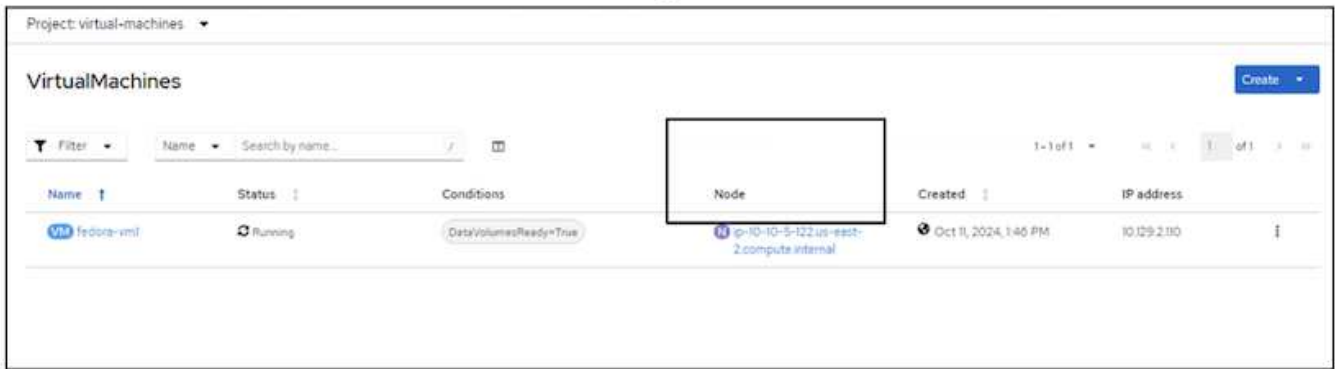 Project: virtual-machines
VirtualMachines
Create
Filter
Name
Search by name...
/
1-1 of 1
1
of 1
Name
Status
Conditions
Node
Created
IP address
VM fedora-vm1
Running
DataVolumesReady=True
N ip-10-10-5-122.us-east-
2.compute.internal
Oct 11, 2024, 1:46 PM
10.129.2.110